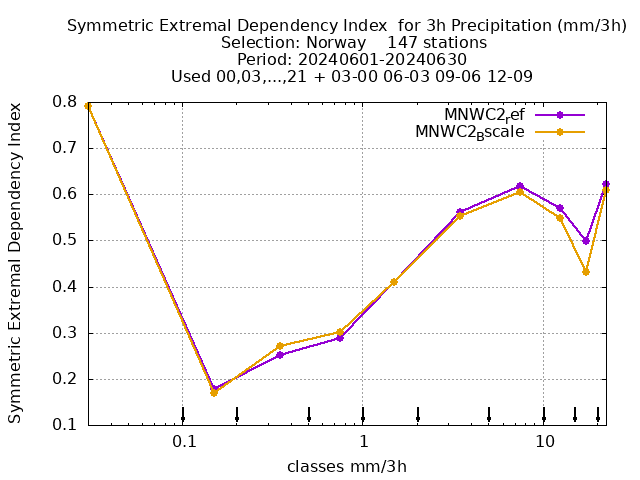 Symmetric Extremal Dependency Index  for 3h Precipitation (mm/3h)
Selection: Norway    147 stations
Period: 20240601-20240630
Used 00,03,...,21 + 03-00 06-03 09-06 12-09
MNWC2ref
MNWC2Bscale
Symmetric Extremal Dependency Index
0.8
0.7
0.6
0.5
0.4
0.3
0.2
0.1
0.1 1 10
classes mm/3h